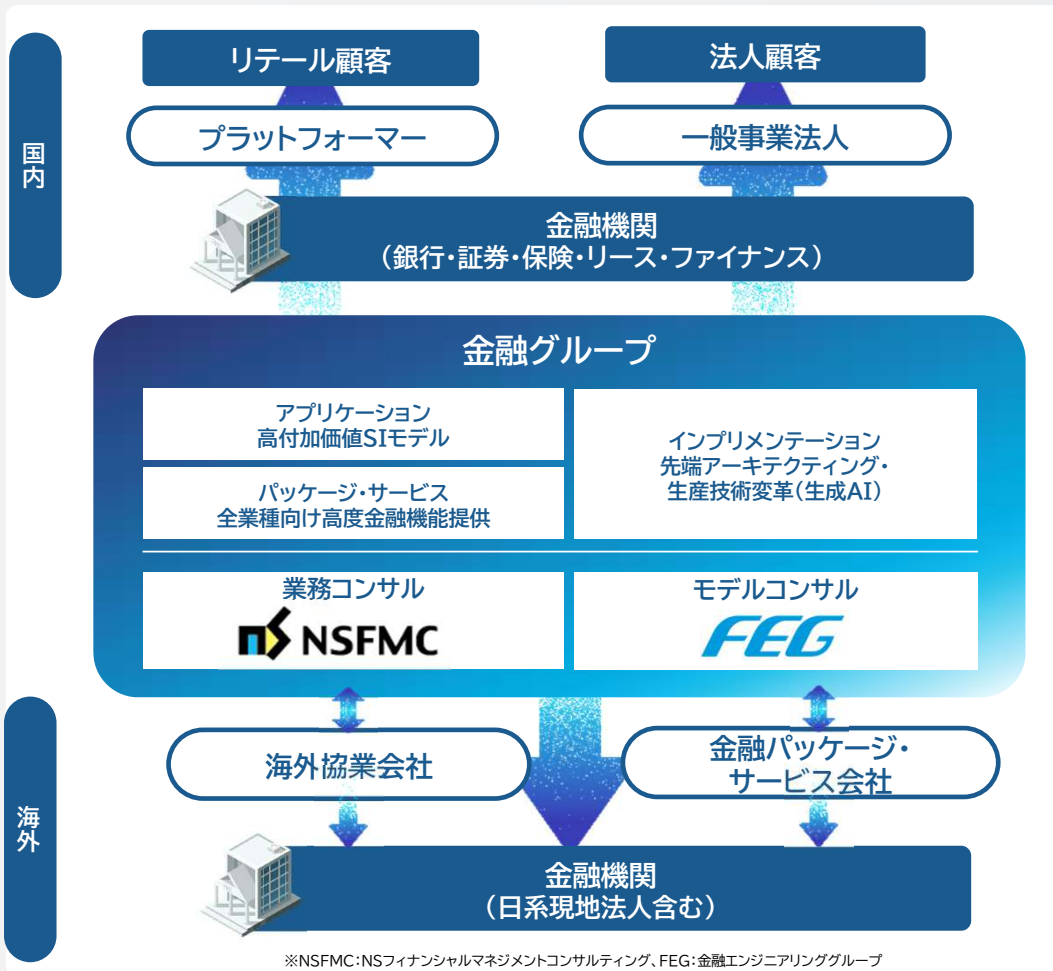 国内
リテール顧客
法人顧客
プラットフォーマー
一般事業法人
金融機関
(銀行・証券・保険・リース・ファイナンス)
金融グループ
アプリケーション
高付加価値SIモデル
パッケージ・サービス
全業種向け高度金融機能提供
インプリメンテーション
先端アーキテクティング・
生産技術変革(生成AI)
業務コンサル
NS NSFMC
モデルコンサル
FEG
海外
海外協業会社
金融パッケージ・
サービス会社
金融機関
(日系現地法人含む)
※NSFMC:NSフィナンシャルマネジメントコンサルティング、FEG:金融エンジニアリンググループ